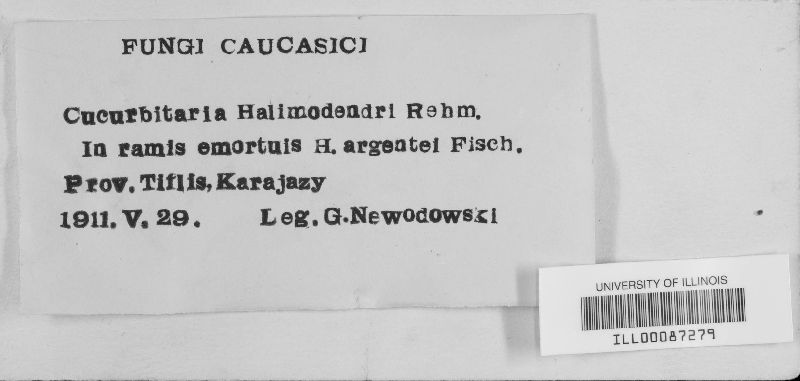 FUNGI CAUCASICI
Cucurbitaria Halimodendri Rehm.
In ramis emortuis H. argentei Fisch.
Prov. Tiflis, Karajazy
1911. V. 29. Leg. G. Newodowski
UNIVERSITY OF ILLINOIS
ILL00087279